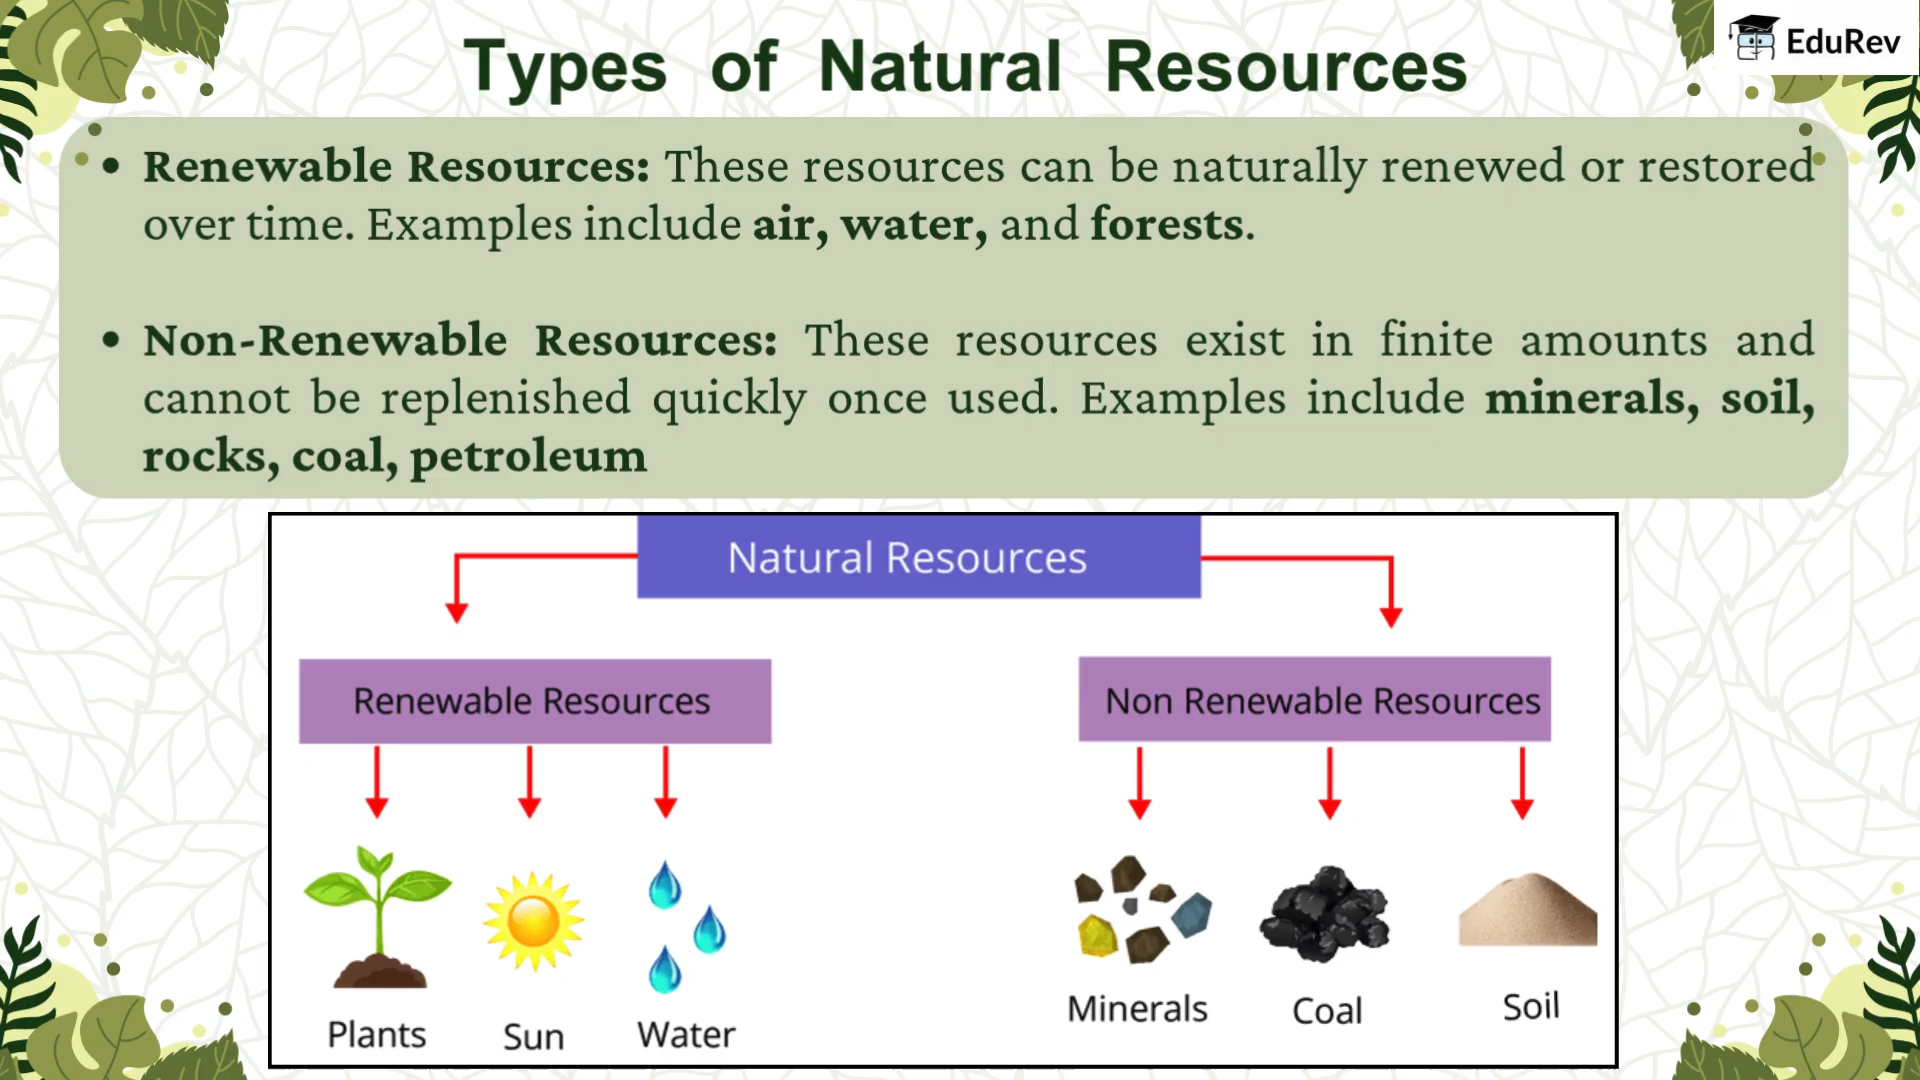 Types of Natural Resources
EduRev
• Renewable Resources: These resources can be naturally renewed or restored
over time. Examples include air, water, and forests.
• Non-Renewable Resources: These resources exist in finite amounts and
cannot be replenished quickly once used. Examples include minerals, soil,
rocks, coal, petroleum
Natural Resources
Renewable Resources
Non Renewable Resources
Plants
Sun
Water
Minerals
Coal
Soil